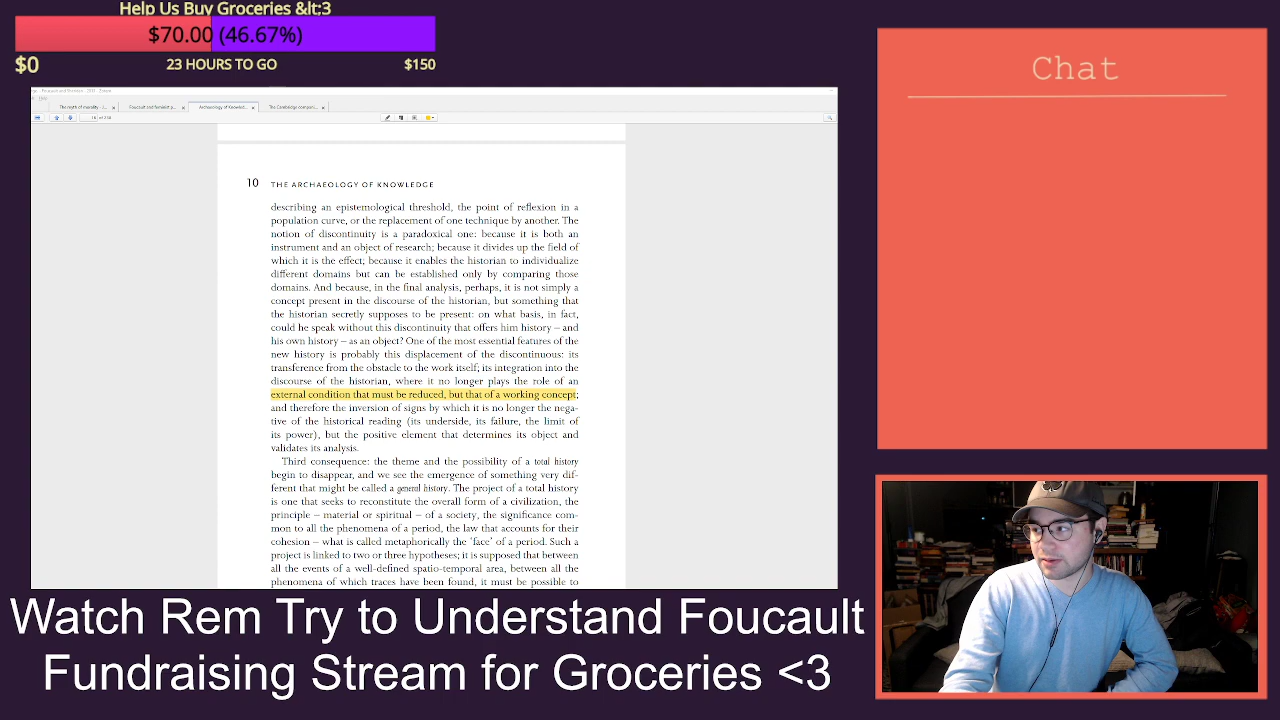 Help Us Buy Groceries &lt;3
$70.00 (46.67%)
$0 23 HOURS TO GO $150
Chat
The myth of morality - J... Foucault and feminist p... Archaeology of Knowled... The Cambridge compani...
10 THE ARCHAEOLOGY OF KNOWLEDGE
describing an epistemological threshold, the point of reflexion in a
population curve, or the replacement of one technique by another. The
notion of discontinuity is a paradoxical one: because it is both an
instrument and an object of research; because it divides up the field of
which it is the effect; because it enables the historian to individualize
different domains but can be established only by comparing those
domains. And because, in the final analysis, perhaps, it is not simply a
concept present in the discourse of the historian, but something that
the historian secretly supposes to be present: on what basis, in fact,
could he speak without this discontinuity that offers him history – and
his own history – as an object? One of the most essential features of the
new history is probably this displacement of the discontinuous: its
transference from the obstacle to the work itself; its integration into the
discourse of the historian, where it no longer plays the role of an
external condition that must be reduced, but that of a working concept;
and therefore the inversion of signs by which it is no longer the nega-
tive of the historical reading (its underside, its failure, the limit of
its power), but the positive element that determines its object and
validates its analysis.
Third consequence: the theme and the possibility of a total history
begin to disappear, and we see the emergence of something very dif-
ferent that might be called a general history. The project of a total history
is one that seeks to reconstitute the overall form of a civilization, the
principle – material or spiritual – of a society, the significance com-
mon to all the phenomena of a period, the law that accounts for their
cohesion – what is called metaphorically the 'face' of a period. Such a
project is linked to two or three hypotheses; it is supposed that between
all the events of a well-defined spatio-temporal area, between all the
phenomena of which traces have been found, it must be possible to
Watch Rem Try to Understand Foucault
Fundraising Stream for Groceries <3